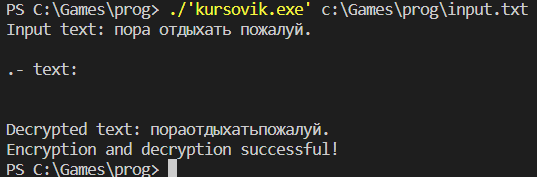 PS C:\Games\prog> ./'kursovik.exe' c:\Games\prog\input.txt
Input text: пора отдыхать пожалуй.
.- text:
Decrypted text: пораотдыхатьпожалуй.
Encryption and decryption successful!
PS C:\Games\prog>